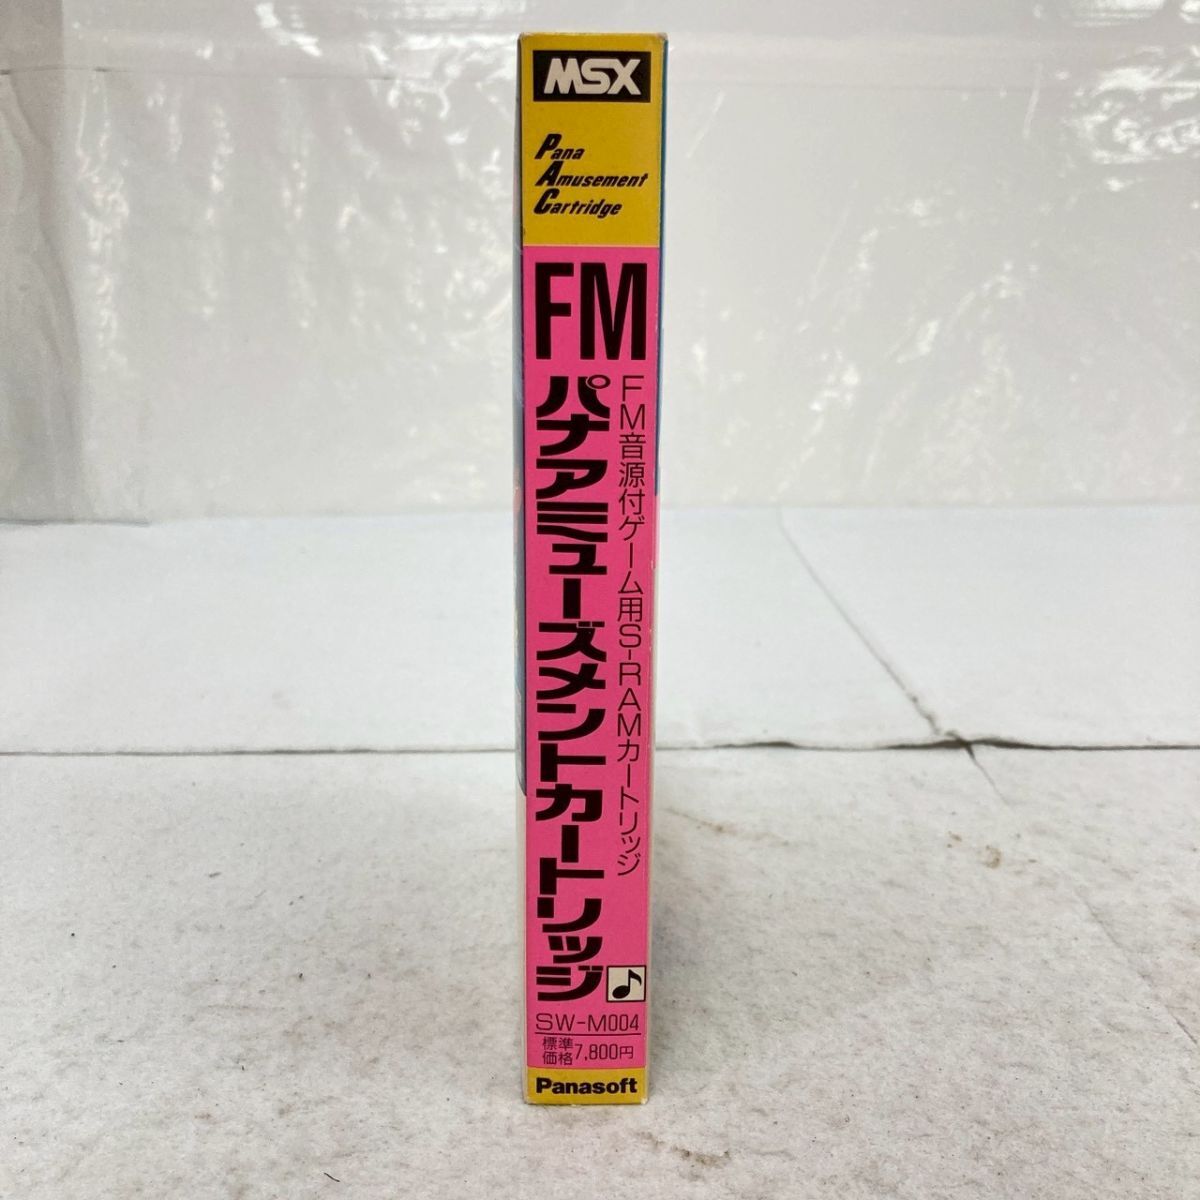 MSX
Pana
Amusement
Cartridge
FM
FM音源付ゲーム用S-RAMカートリッジ
パナアミューズメントカートリッジ
SW-M004
標準
価格7,800円
Panasoft